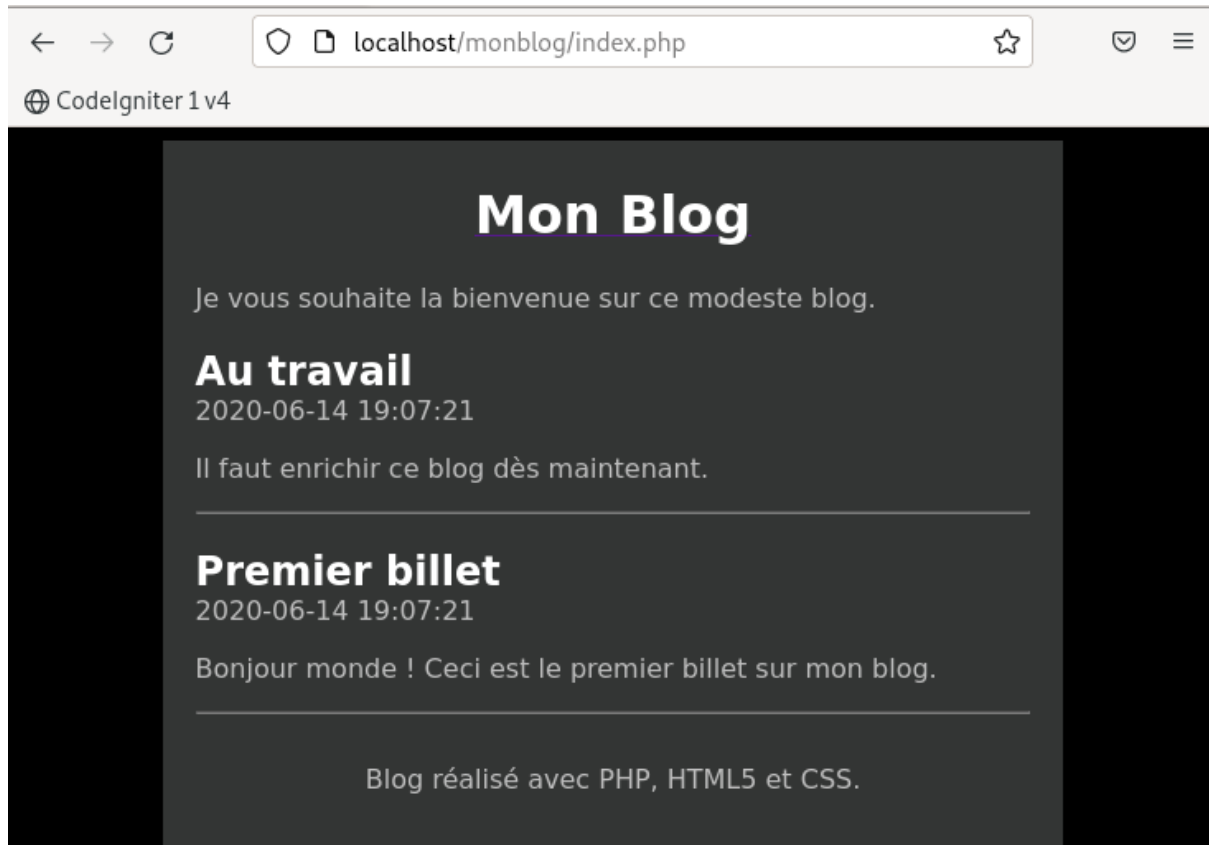 localhost/monblog/index.php
CodeIgniter 1 v4
Mon Blog
Je vous souhaite la bienvenue sur ce modeste blog.
Au travail
2020-06-14 19:07:21
Il faut enrichir ce blog dès maintenant.
Premier billet
2020-06-14 19:07:21
Bonjour monde ! Ceci est le premier billet sur mon blog.
Blog réalisé avec PHP, HTML5 et CSS.